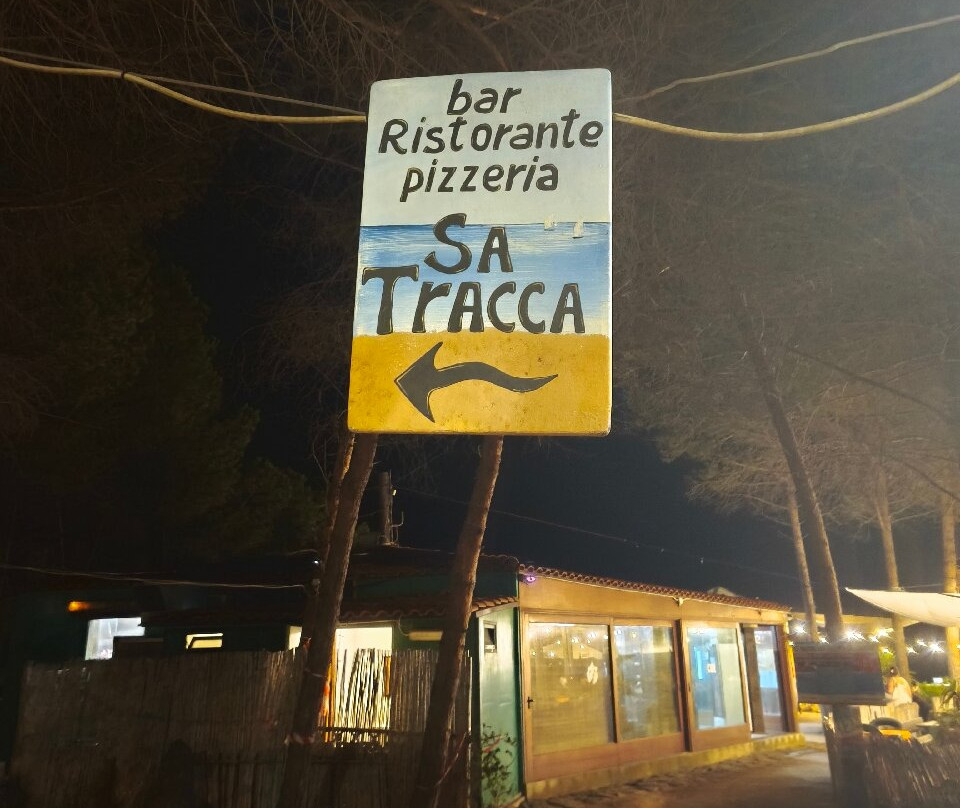 bar
Ristorante
pizzeria
SA
TrACCA